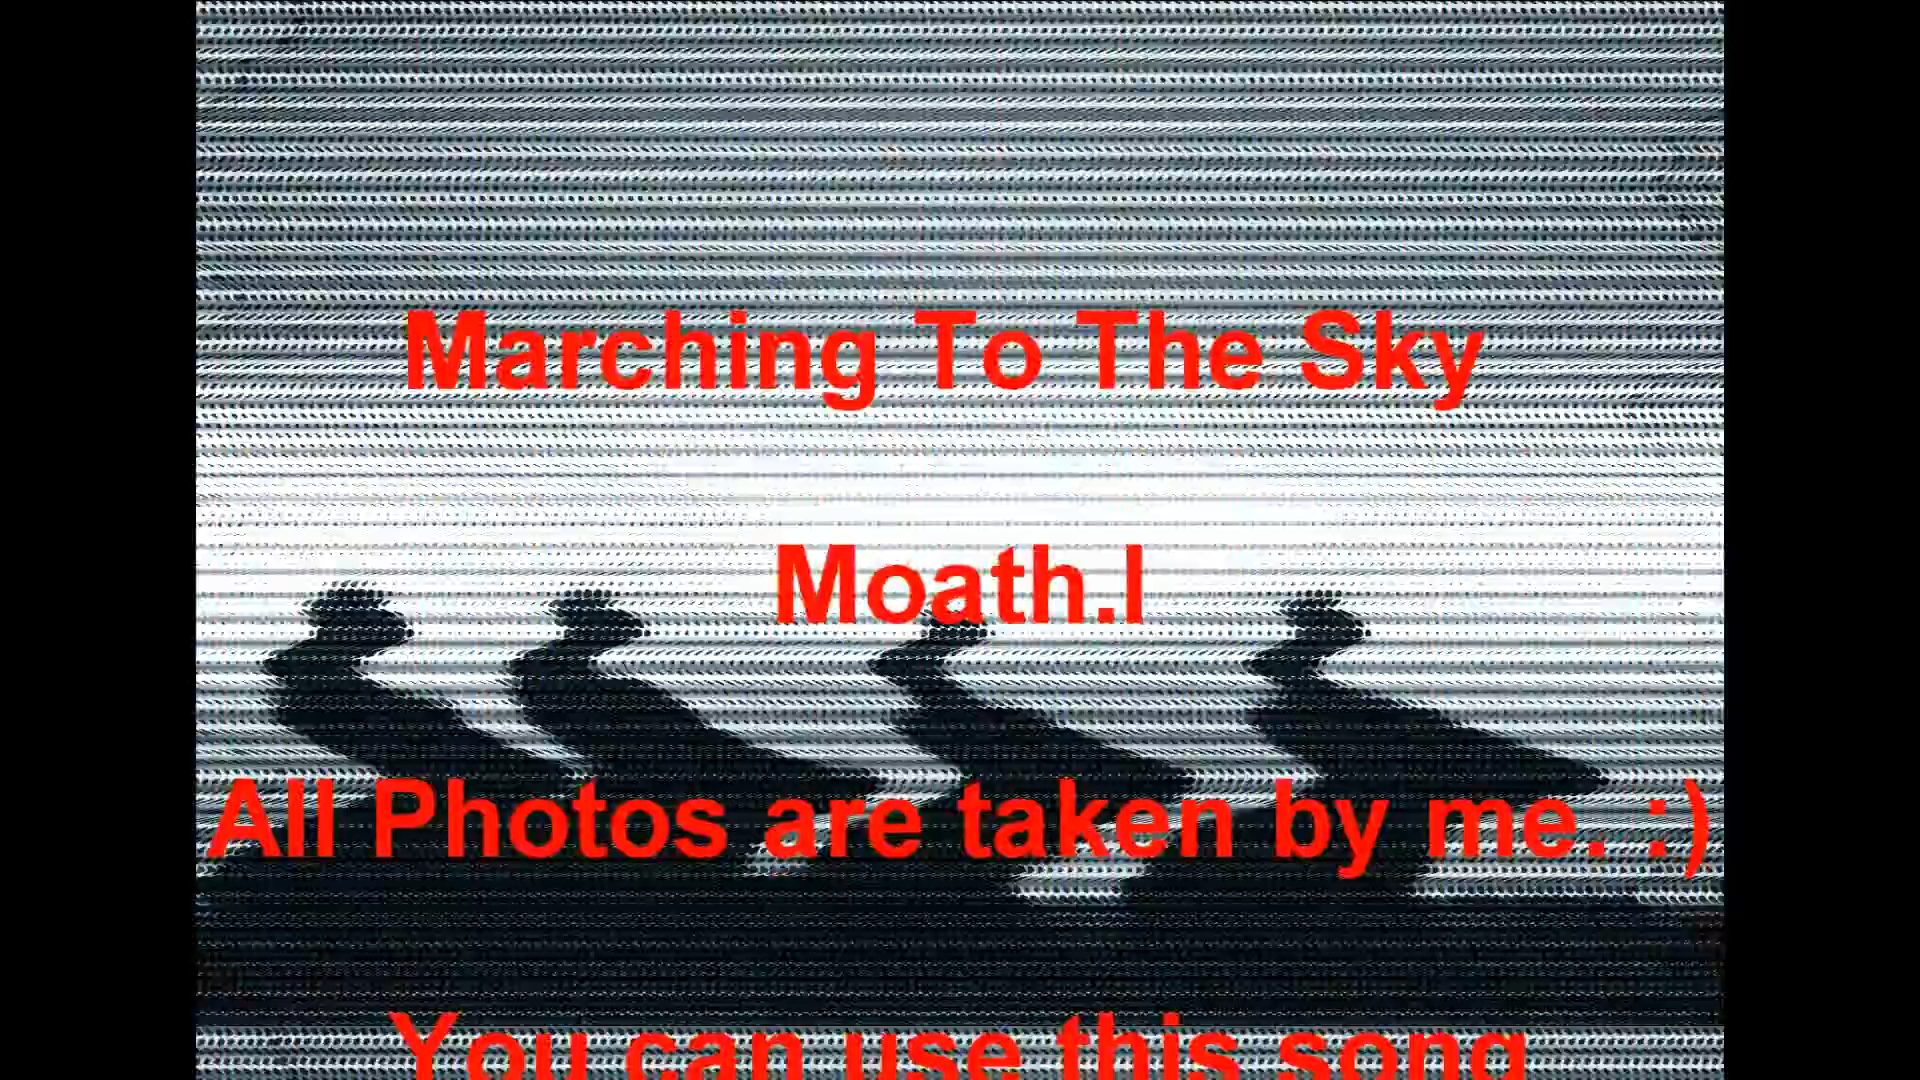 Marching To The Sky
Moath.I
All Photos are taken by me. :)
You can use this song